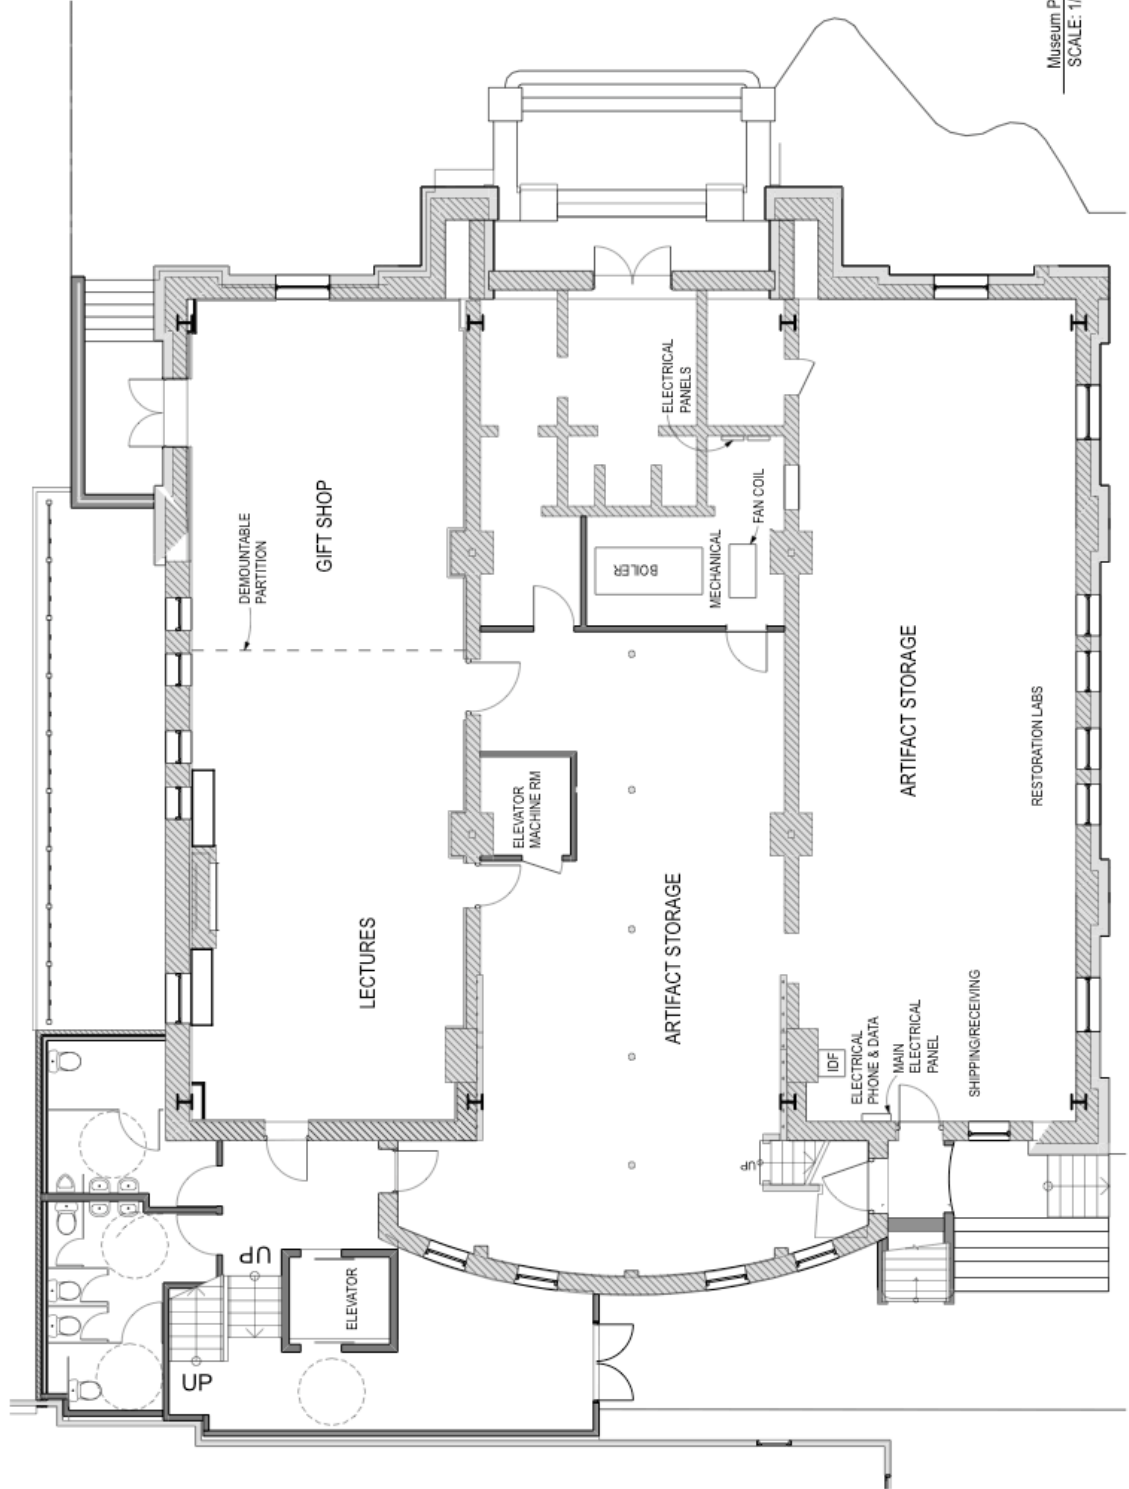 Museum P
SCALE: 1/
ELECTRICAL
PANELS
GIFT SHOP
DEMOUNTABLE
PARTITION
FAN COIL
MECHANICAL
BOILER
ARTIFACT STORAGE
RESTORATION LABS
ELEVATOR
MACHINE RM
LECTURES
ARTIFACT STORAGE
IDF
ELECTRICAL
PHONE & DATA
MAIN
ELECTRICAL
PANEL
SHIPPING/RECEIVING
UP
UP
ELEVATOR
UP